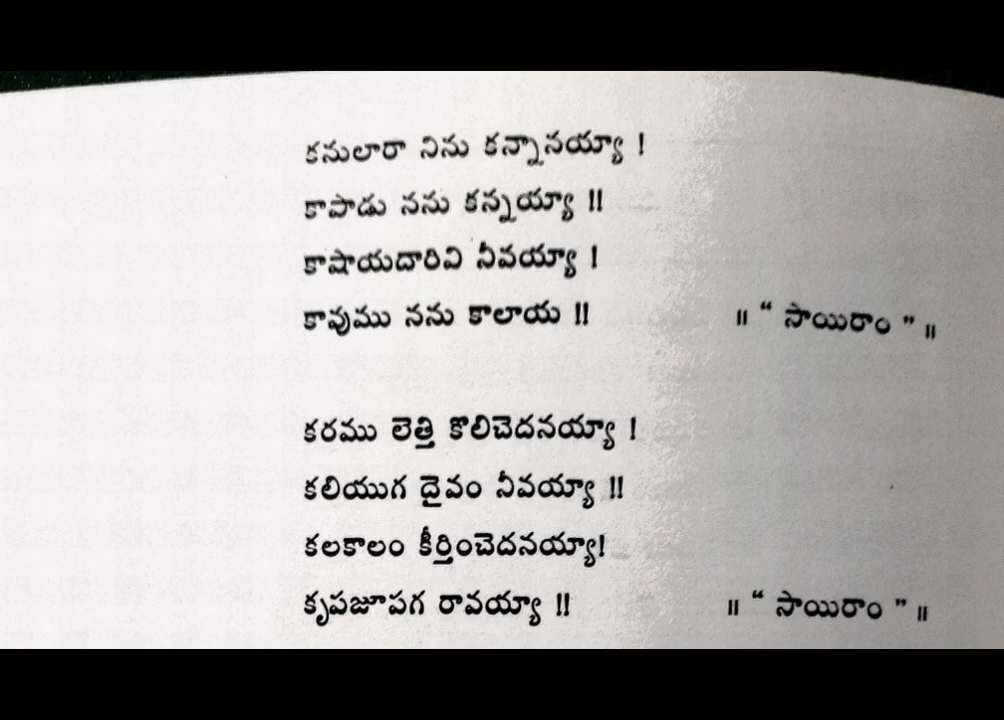 కనులారా నిను కన్నానయ్యా !
కాపాడు నను కన్నయ్యా !!
కాషాయదారివి నీవయ్యా !
కావుము నను కాలాయ !! ॥ “ సాయిరాం ” ॥
కరము లెత్తి కొలిచెదనయ్యా !
కలియుగ దైవం నీవయ్యా !!
కలకాలం కీర్తించెదనయ్యా!
కృపజూపగ రావయ్యా !! ॥ “ సాయిరాం ” ॥